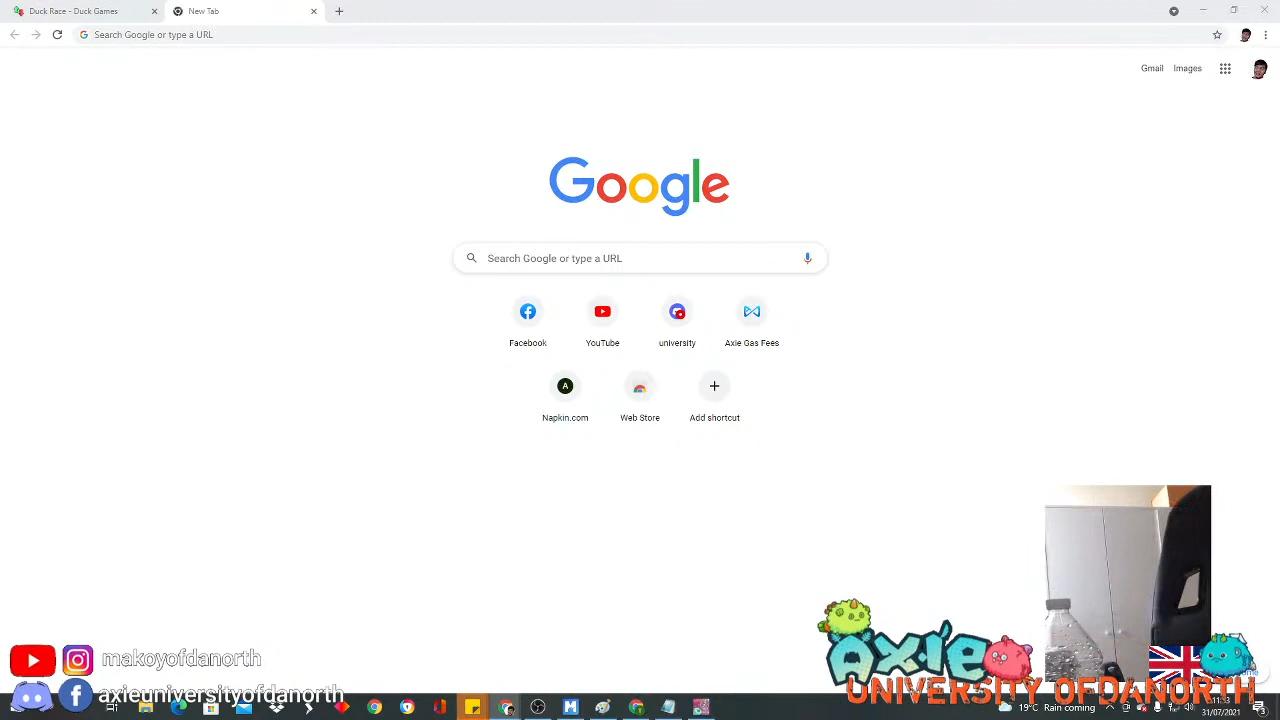 Duck Race - Duck Games
New Tab
Search Google or type a URL
Gmail Images
Google
Search Google or type a URL
Facebook YouTube university Axie Gas Fees
A
Napkin.com Web Store Add shortcut
makoyofdanorth
axieuniversityofdanorth
Axie
UNIVERSITY OFDANORTH
19°C Rain coming
31/07/2021